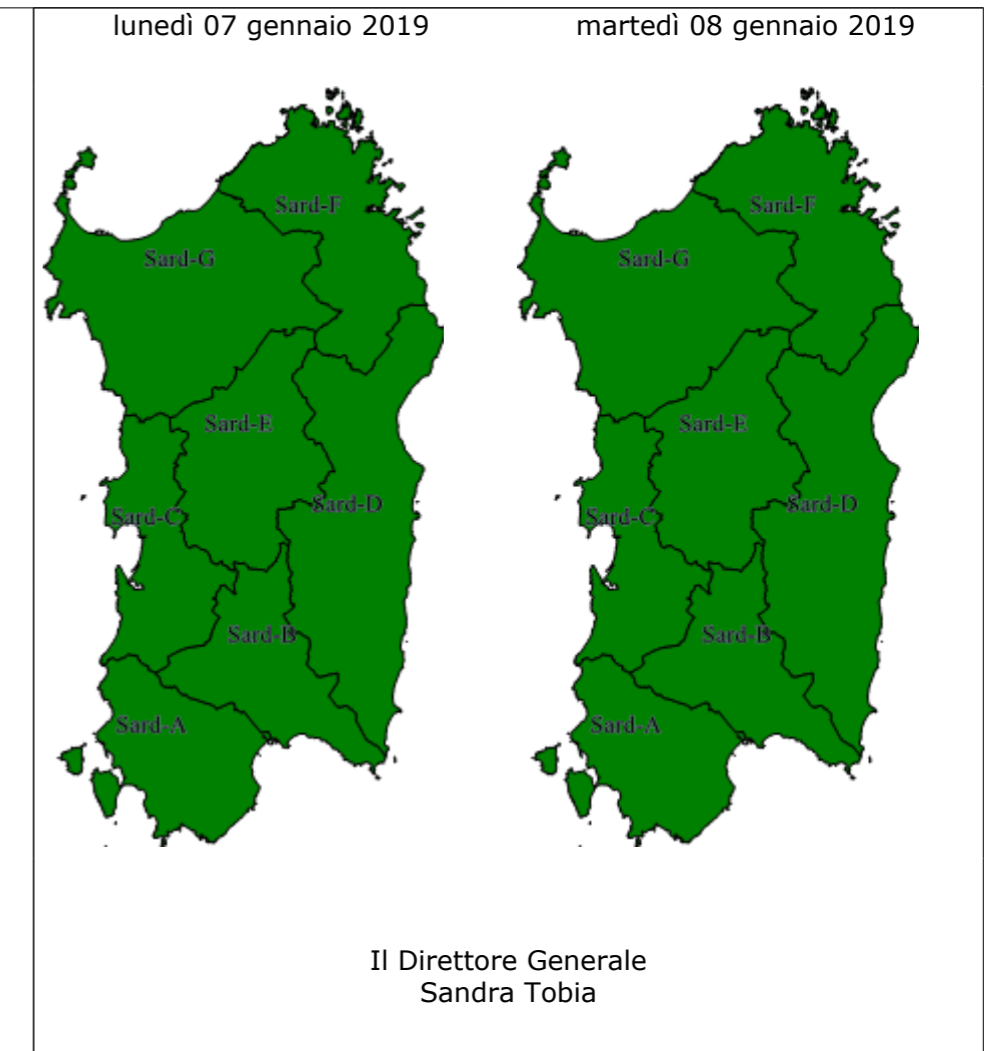 lunedì 07 gennaio 2019
martedì 08 gennaio 2019
Sard-F
Sard-G
Sard-E
Sard-D
Sard-C
Sard-B
Sard-A
Sard-F
Sard-G
Sard-E
Sard-D
Sard-C
Sard-B
Sard-A
Il Direttore Generale
Sandra Tobia